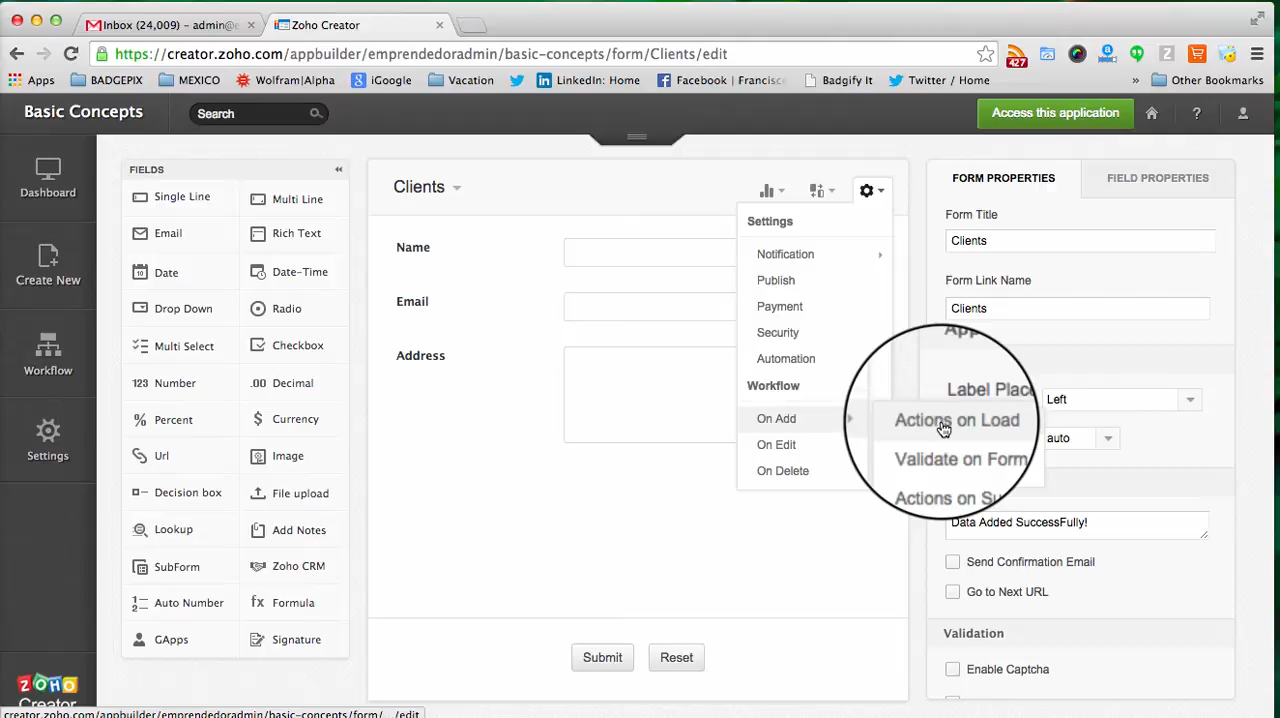 Inbox (24,009) – admin@e
Zoho Creator
https://creator.zoho.com/appbuilder/emprendedoradmin/basic-concepts/form/Clients/edit
427
Apps
BADGEPIX
MEXICO
Wolfram|Alpha
iGoogle
Vacation
LinkedIn: Home
Facebook | Francisc
Badgify It
Twitter / Home
»
Other Bookmarks
Basic Concepts
Search
Access this application
?
Dashboard
Create New
Workflow
Settings
ZOHO
Creator
FIELDS
Single Line
Multi Line
Email
Rich Text
Date
Date-Time
Drop Down
Radio
Multi Select
Checkbox
123 Number
.00 Decimal
% Percent
$ Currency
Url
Image
Decision box
File upload
Lookup
Add Notes
SubForm
Zoho CRM
Auto Number
fx Formula
GApps
Signature
Clients
Name
Email
Address
Submit
Reset
Settings
Notification
Publish
Payment
Security
Automation
Workflow
On Add
On Edit
On Delete
Actions on Load
Validate on Form
Actions on Su
FORM PROPERTIES
FIELD PROPERTIES
Form Title
Clients
Form Link Name
Clients
App
Label Place
Left
auto
Data Added SuccessFully!
Send Confirmation Email
Go to Next URL
Validation
Enable Captcha
creator.zoho.com/appbuilder/emprendedoradmin/basic-concepts/form/... /edit